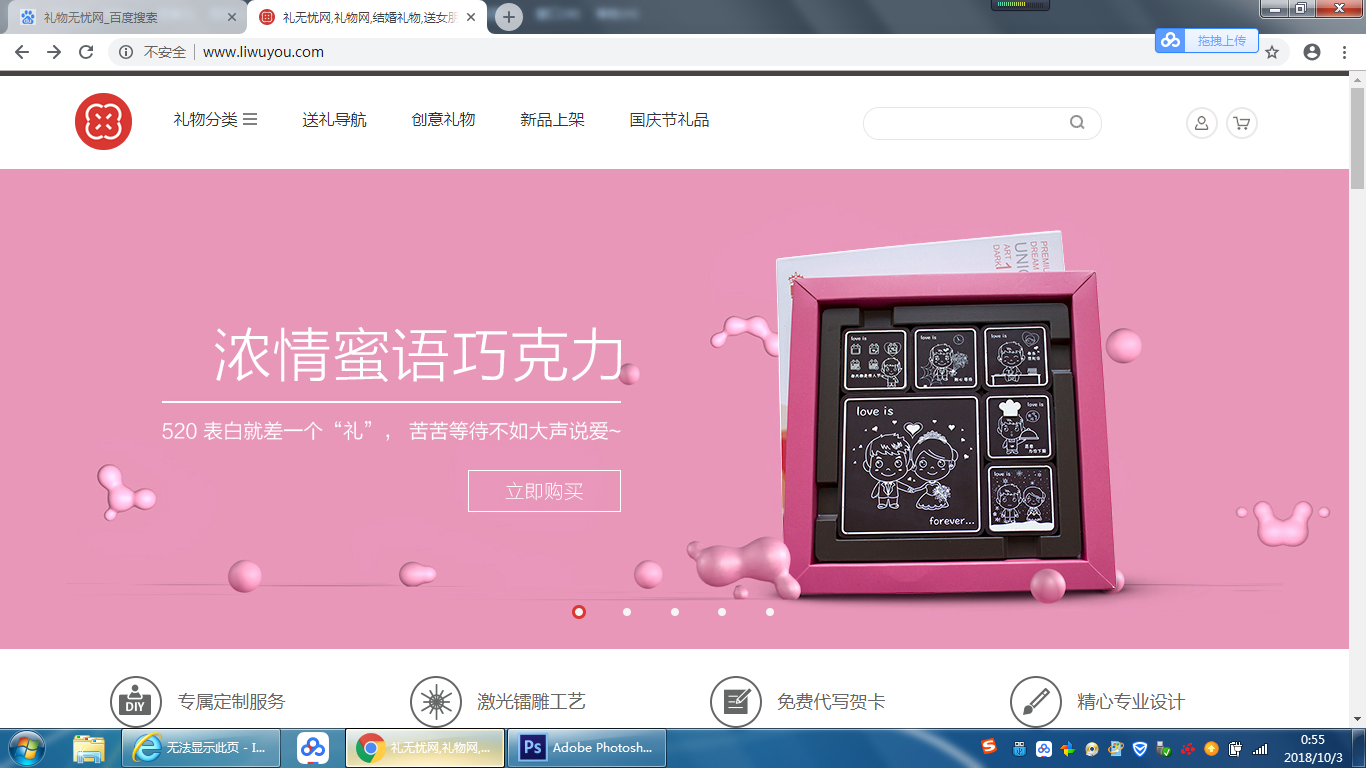 礼物无忧网_百度搜索
礼无忧网,礼物网,结婚礼物,送女朋
不安全 www.liwuyou.com
拖拽上传
礼物分类 送礼导航 创意礼物 新品上架 国庆节礼品
浓情蜜语巧克力
520 表白就差一个“礼”， 苦苦等待不如大声说爱~
立即购买
love is
love is
love is
love is
love is
forever...
love is
DIY 专属定制服务 激光镭雕工艺 免费代写贺卡 精心专业设计
无法显示此页 - I... 礼无忧网,礼物网,... Adobe Photosh...
0:55
2018/10/3